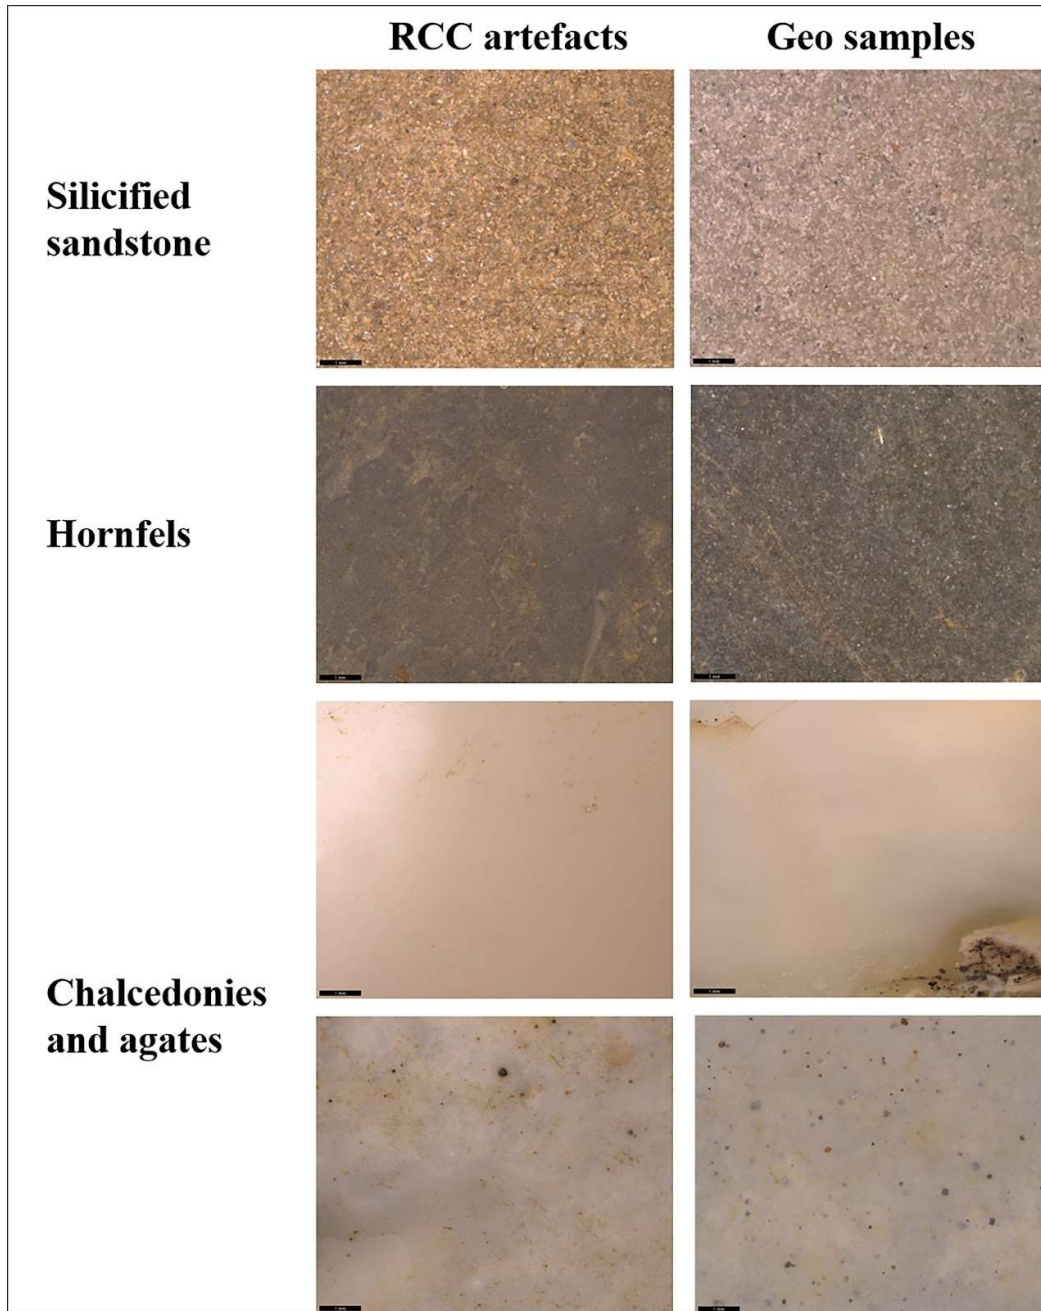 RCC artefacts
Geo samples
Silicified
sandstone
Hornfels
Chalcedonies
and agates